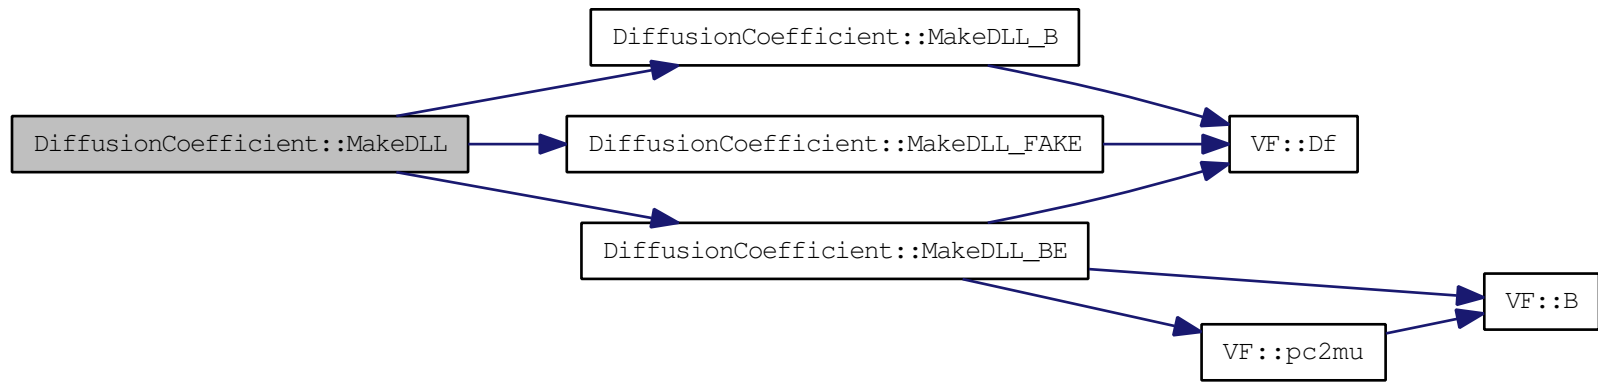 DiffusionCoefficient::MakeDLL_B
DiffusionCoefficient::MakeDLL
DiffusionCoefficient::MakeDLL_FAKE
VF::Df
DiffusionCoefficient::MakeDLL_BE
VF::B
VF::pc2mu